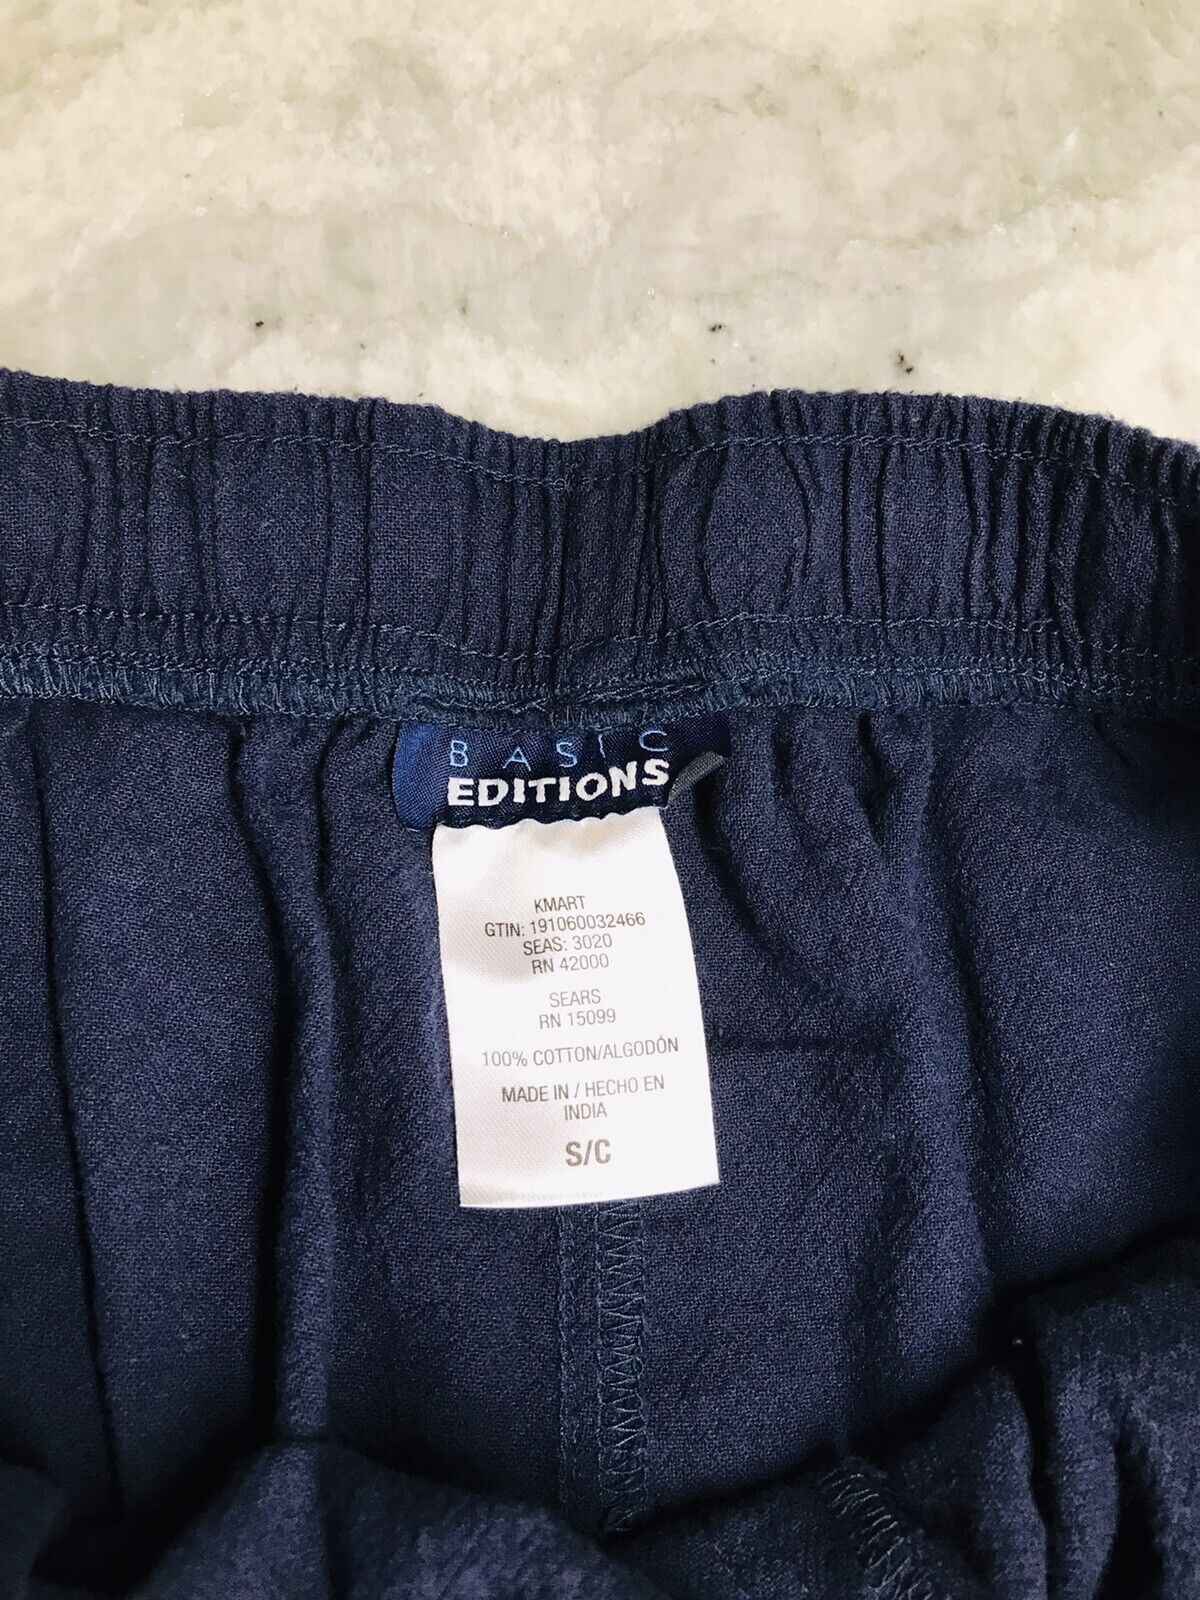 BASIC
EDITIONS
KMART
GTIN: 191060032466
SEAS: 3020
RN 42000
SEARS
RN 15099
100% COTTON/ALGODÓN
MADE IN / HECHO EN
INDIA
S/C